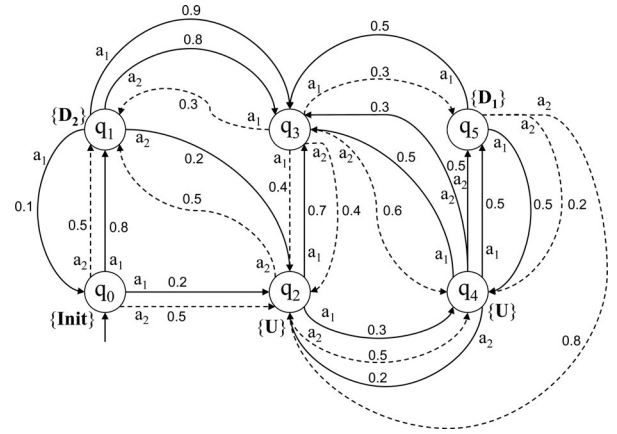 0.9
a1 0.8 0.5
a2 a1 0.3 a1 {D1}
{D2} 0.3 a2
q1 a1 q3 0.3 q5 a2
a1 a2 a1 a2 a2 a1
0.2 0.4 0.5 0.5 a2
0.1 0.5 0.8 0.5 0.7 0.4 0.6 a2 0.5 0.5 0.2
a2 a1 a2 a1 a1 a1
q0 a1 0.2 q2 q4
{Init} a2 0.5 {U} a2 a1 0.3 a2 {U}
0.5 0.8
0.2